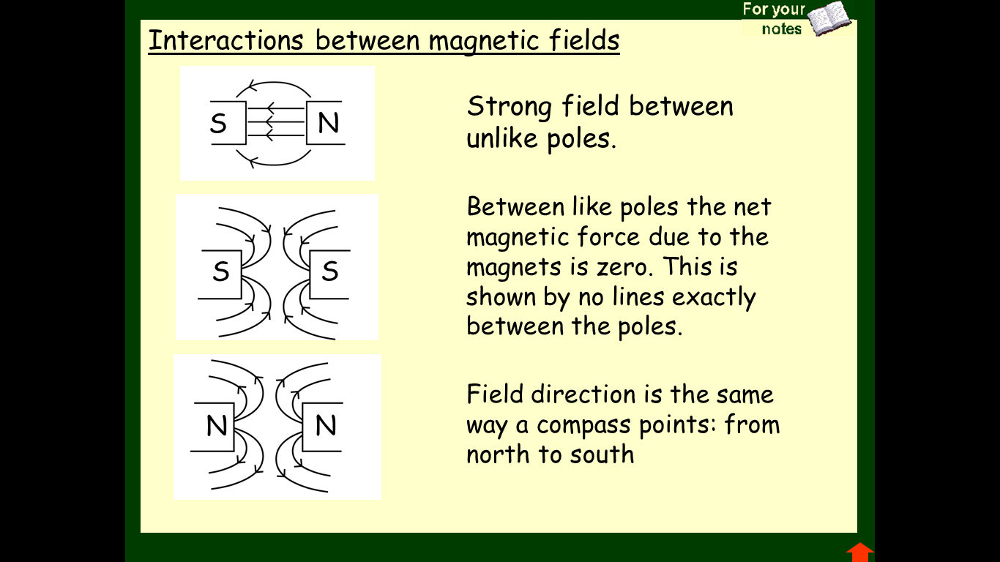 For your
notes
Interactions between magnetic fields
S N
Strong field between
unlike poles.
S S
Between like poles the net
magnetic force due to the
magnets is zero. This is
shown by no lines exactly
between the poles.
N N
Field direction is the same
way a compass points: from
north to south